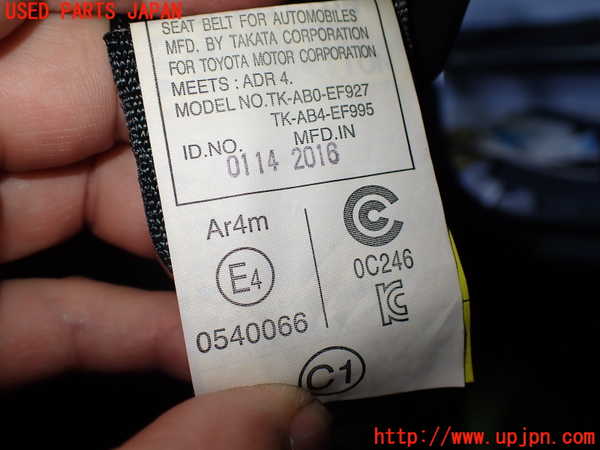 USED PARTS JAPAN
SEAT BELT FOR AUTOMOBILES
MFD. BY TAKATA CORPORATION
FOR TOYOTA MOTOR CORPORATION
MEETS: ADR 4.
MODEL NO.TK-AB0-EF927
TK-AB4-EF995
ID.NO. MFD.IN
0114 2016
Ar4m
E4
0540066
0C246
C1
http://www.upjpn.com/